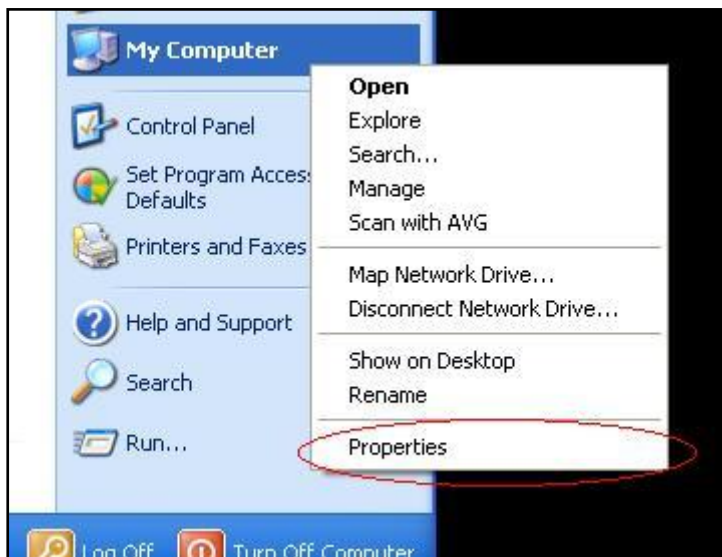 My Computer
Control Panel
Set Program Access
Defaults
Printers and Faxes
Help and Support
Search
Run...
Log Off
Turn Off Computer
Open
Explore
Search...
Manage
Scan with AVG
Map Network Drive...
Disconnect Network Drive...
Show on Desktop
Rename
Properties